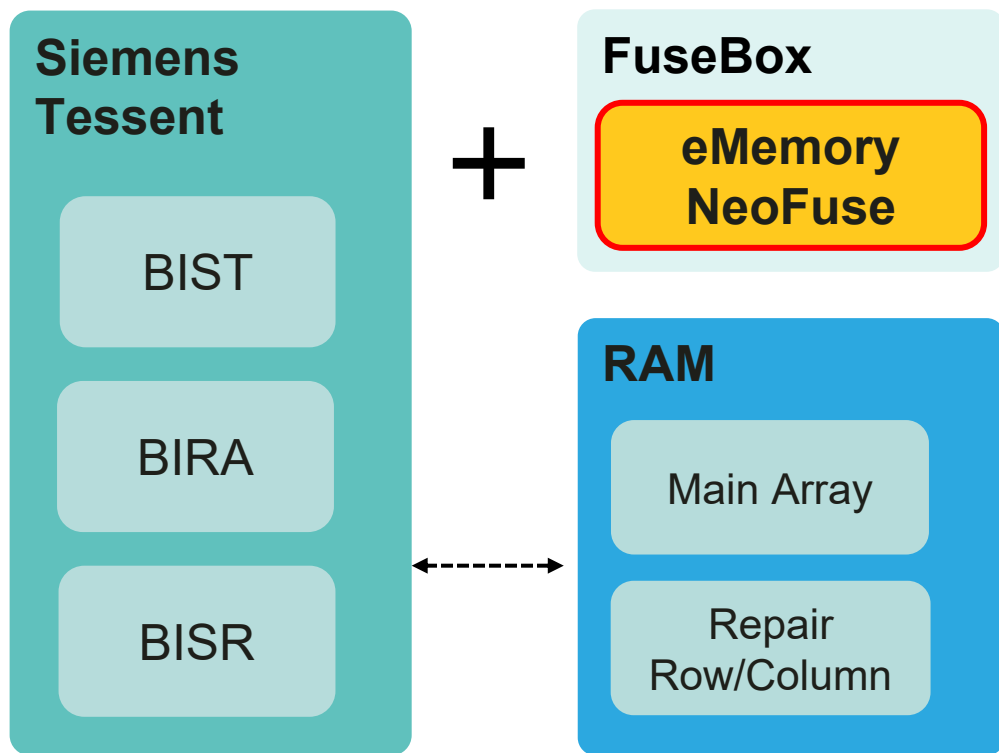 Siemens
Tessent
BIST
BIRA
BISR
+
FuseBox
eMemory
NeoFuse
RAM
Main Array
Repair
Row/Column